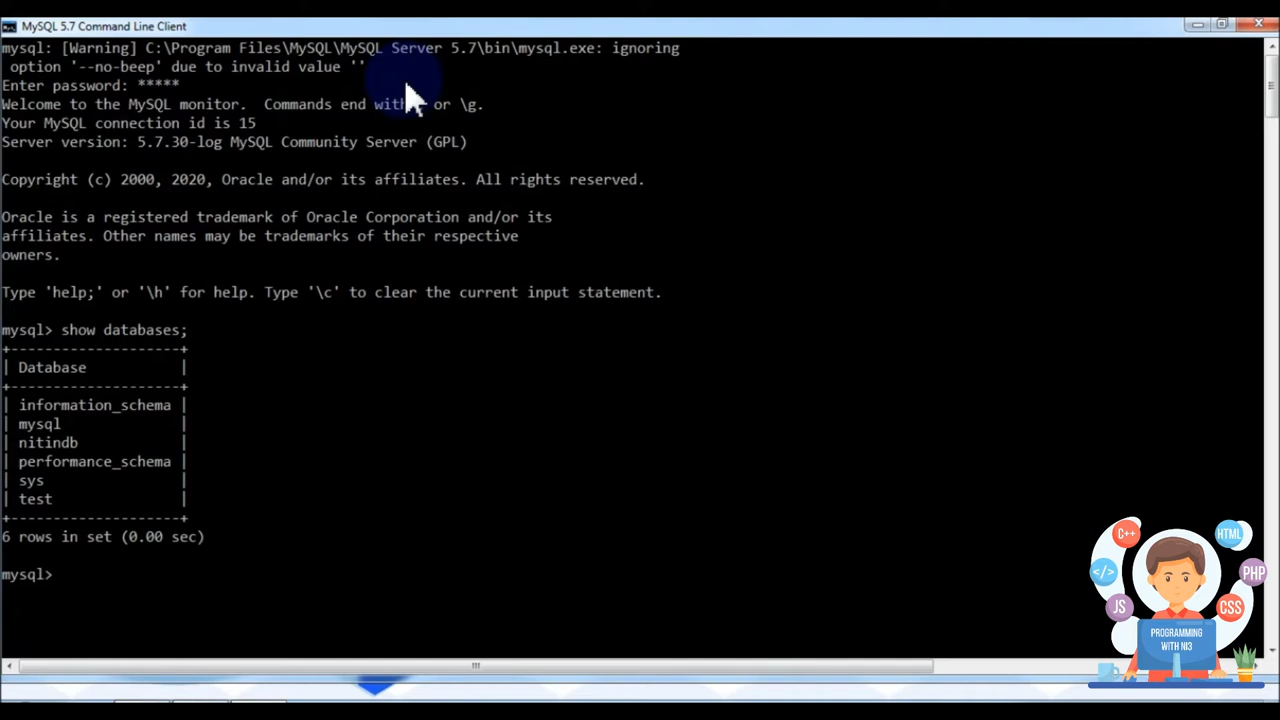 MySQL 5.7 Command Line Client
mysql: [Warning] C:\Program Files\MySQL\MySQL Server 5.7\bin\mysql.exe: ignoring
option '--no-beep' due to invalid value ''
Enter password: *****
Welcome to the MySQL monitor.  Commands end with or \g.
Your MySQL connection id is 15
Server version: 5.7.30-log MySQL Community Server (GPL)
Copyright (c) 2000, 2020, Oracle and/or its affiliates. All rights reserved.
Oracle is a registered trademark of Oracle Corporation and/or its
affiliates. Other names may be trademarks of their respective
owners.
Type 'help;' or '\h' for help. Type '\c' to clear the current input statement.
mysql> show databases;
+--------------------+
| Database           |
+--------------------+
| information_schema |
| mysql              |
| nitindb            |
| performance_schema |
| sys                |
| test               |
+--------------------+
6 rows in set (0.00 sec)
mysql>
C++
HTML
</>
PHP
JS
CSS
PROGRAMMING
WITH NI3